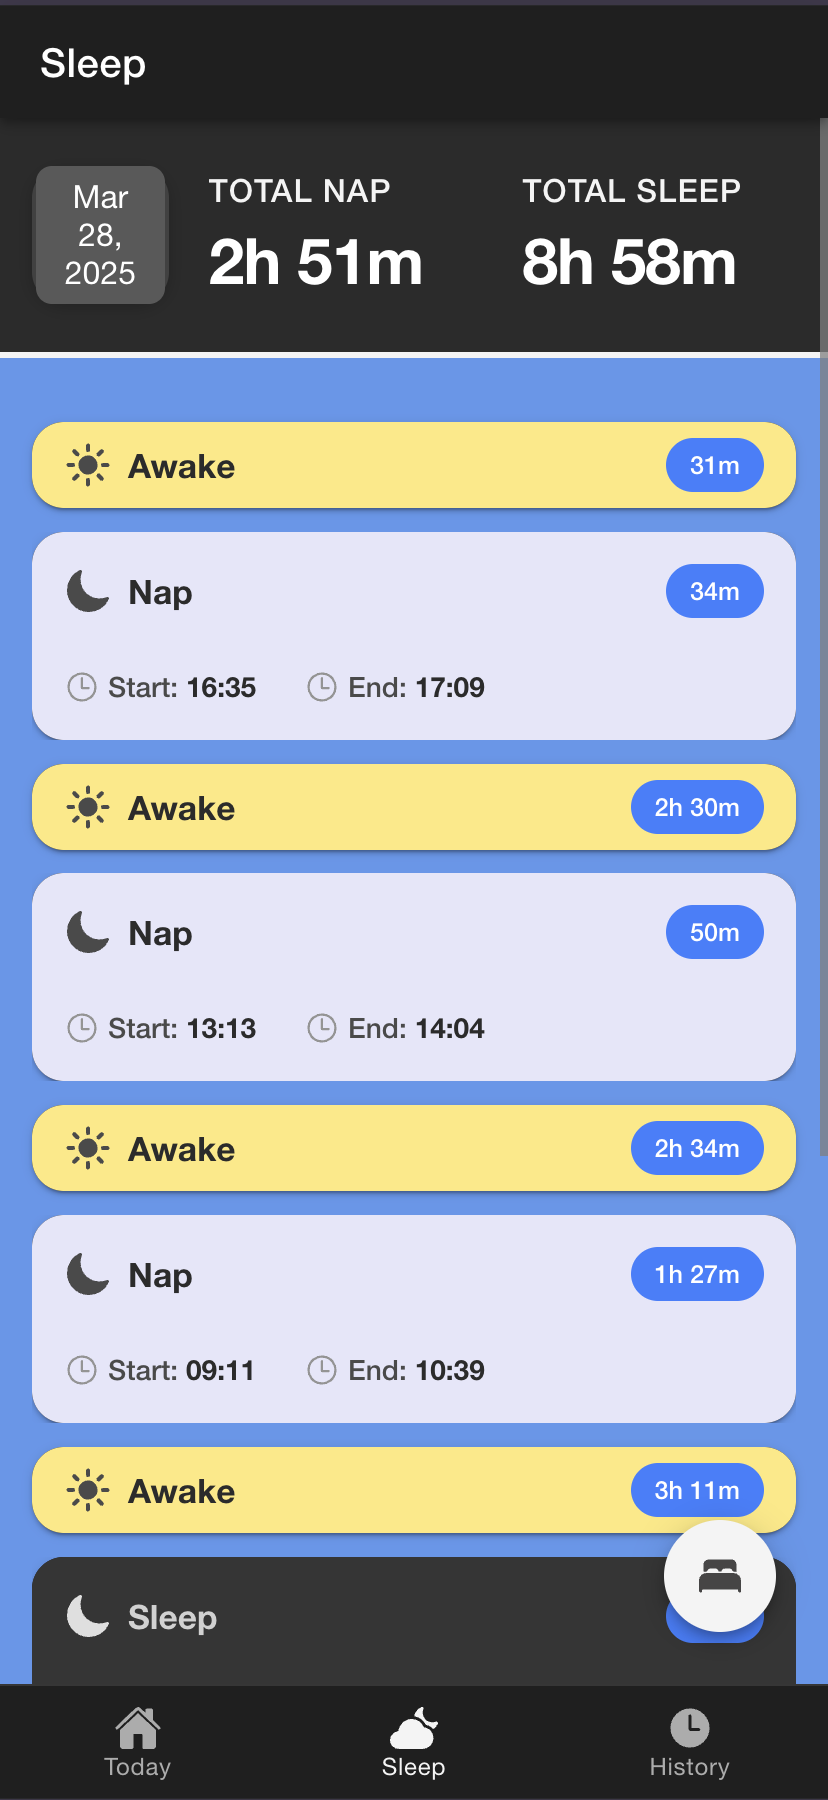 Sleep
Mar
28,
2025
TOTAL NAP
2h 51m
TOTAL SLEEP
8h 58m
Awake 31m
Nap 34m
Start: 16:35 End: 17:09
Awake 2h 30m
Nap 50m
Start: 13:13 End: 14:04
Awake 2h 34m
Nap 1h 27m
Start: 09:11 End: 10:39
Awake 3h 11m
Sleep
Today Sleep History